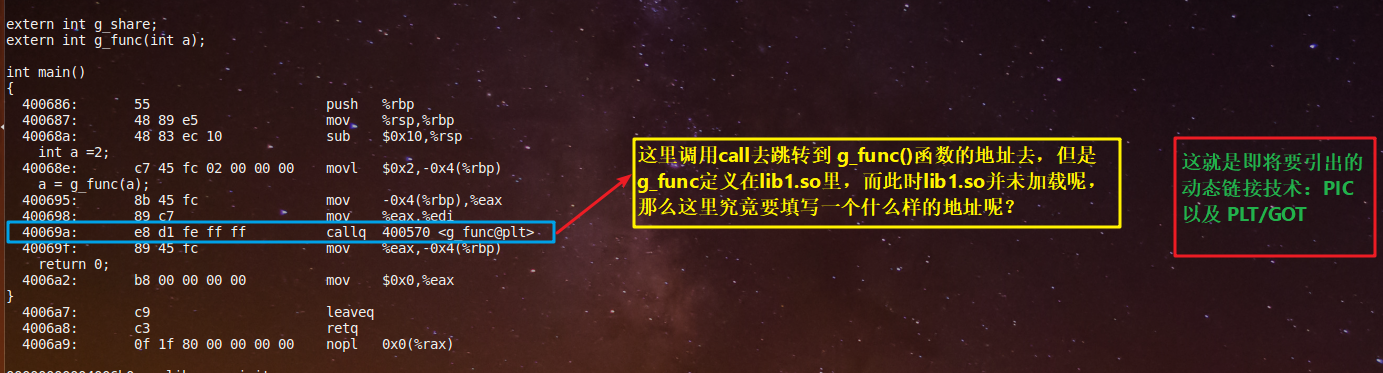 extern int g_share;
extern int g_func(int a);
int main()
{
400686: 55 push %rbp
400687: 48 89 e5 mov %rsp,%rbp
40068a: 48 83 ec 10 sub $0x10,%rsp
int a =2;
40068e: c7 45 fc 02 00 00 00 movl $0x2,-0x4(%rbp)
a = g_func(a);
400695: 8b 45 fc mov -0x4(%rbp),%eax
400698: 89 c7 mov %eax,%edi
40069a: e8 d1 fe ff ff callq 400570 <g_func@plt>
40069f: 89 45 fc mov %eax,-0x4(%rbp)
return 0;
4006a2: b8 00 00 00 00 mov $0x0,%eax
}
4006a7: c9 leaveq
4006a8: c3 retq
4006a9: 0f 1f 80 00 00 00 00 nopl 0x0(%rax)
这里调用call去跳转到 g_func()函数的地址去，但是
g_func定义在lib1.so里，而此时lib1.so并未加载呢，
那么这里究竟要填写一个什么样的地址呢？
这就是即将要引出的
动态链接技术：PIC
以及 PLT/GOT